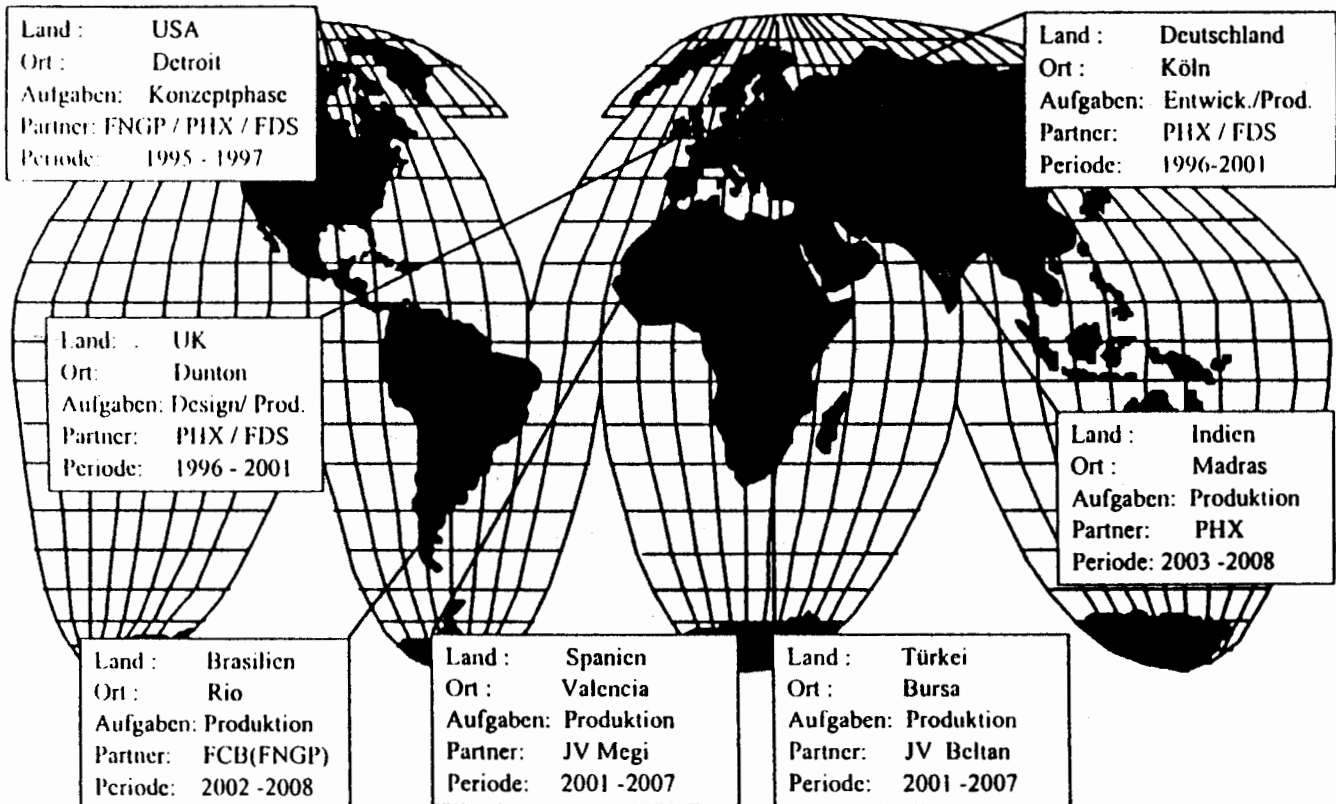 Land : USA
Ort : Detroit
Aufgaben: Konzeptphase
Partner: FNGP / PHX / FDS
Periode: 1995 - 1997
Land : Deutschland
Ort : Köln
Aufgaben: Entwick./Prod.
Partner: PHX / FDS
Periode: 1996-2001
Land: . UK
Ort: Dunton
Aufgaben: Design/ Prod.
Partner: PHX / FDS
Periode: 1996 - 2001
Land : Indien
Ort : Madras
Aufgaben: Produktion
Partner: PHX
Periode: 2003 -2008
Land : Brasilien
Ort : Rio
Aufgaben: Produktion
Partner: FCB(FNGP)
Periode: 2002 -2008
Land : Spanien
Ort : Valencia
Aufgaben: Produktion
Partner: JV Megi
Periode: 2001 -2007
Land : Türkei
Ort : Bursa
Aufgaben: Produktion
Partner: JV Beltan
Periode: 2001 -2007